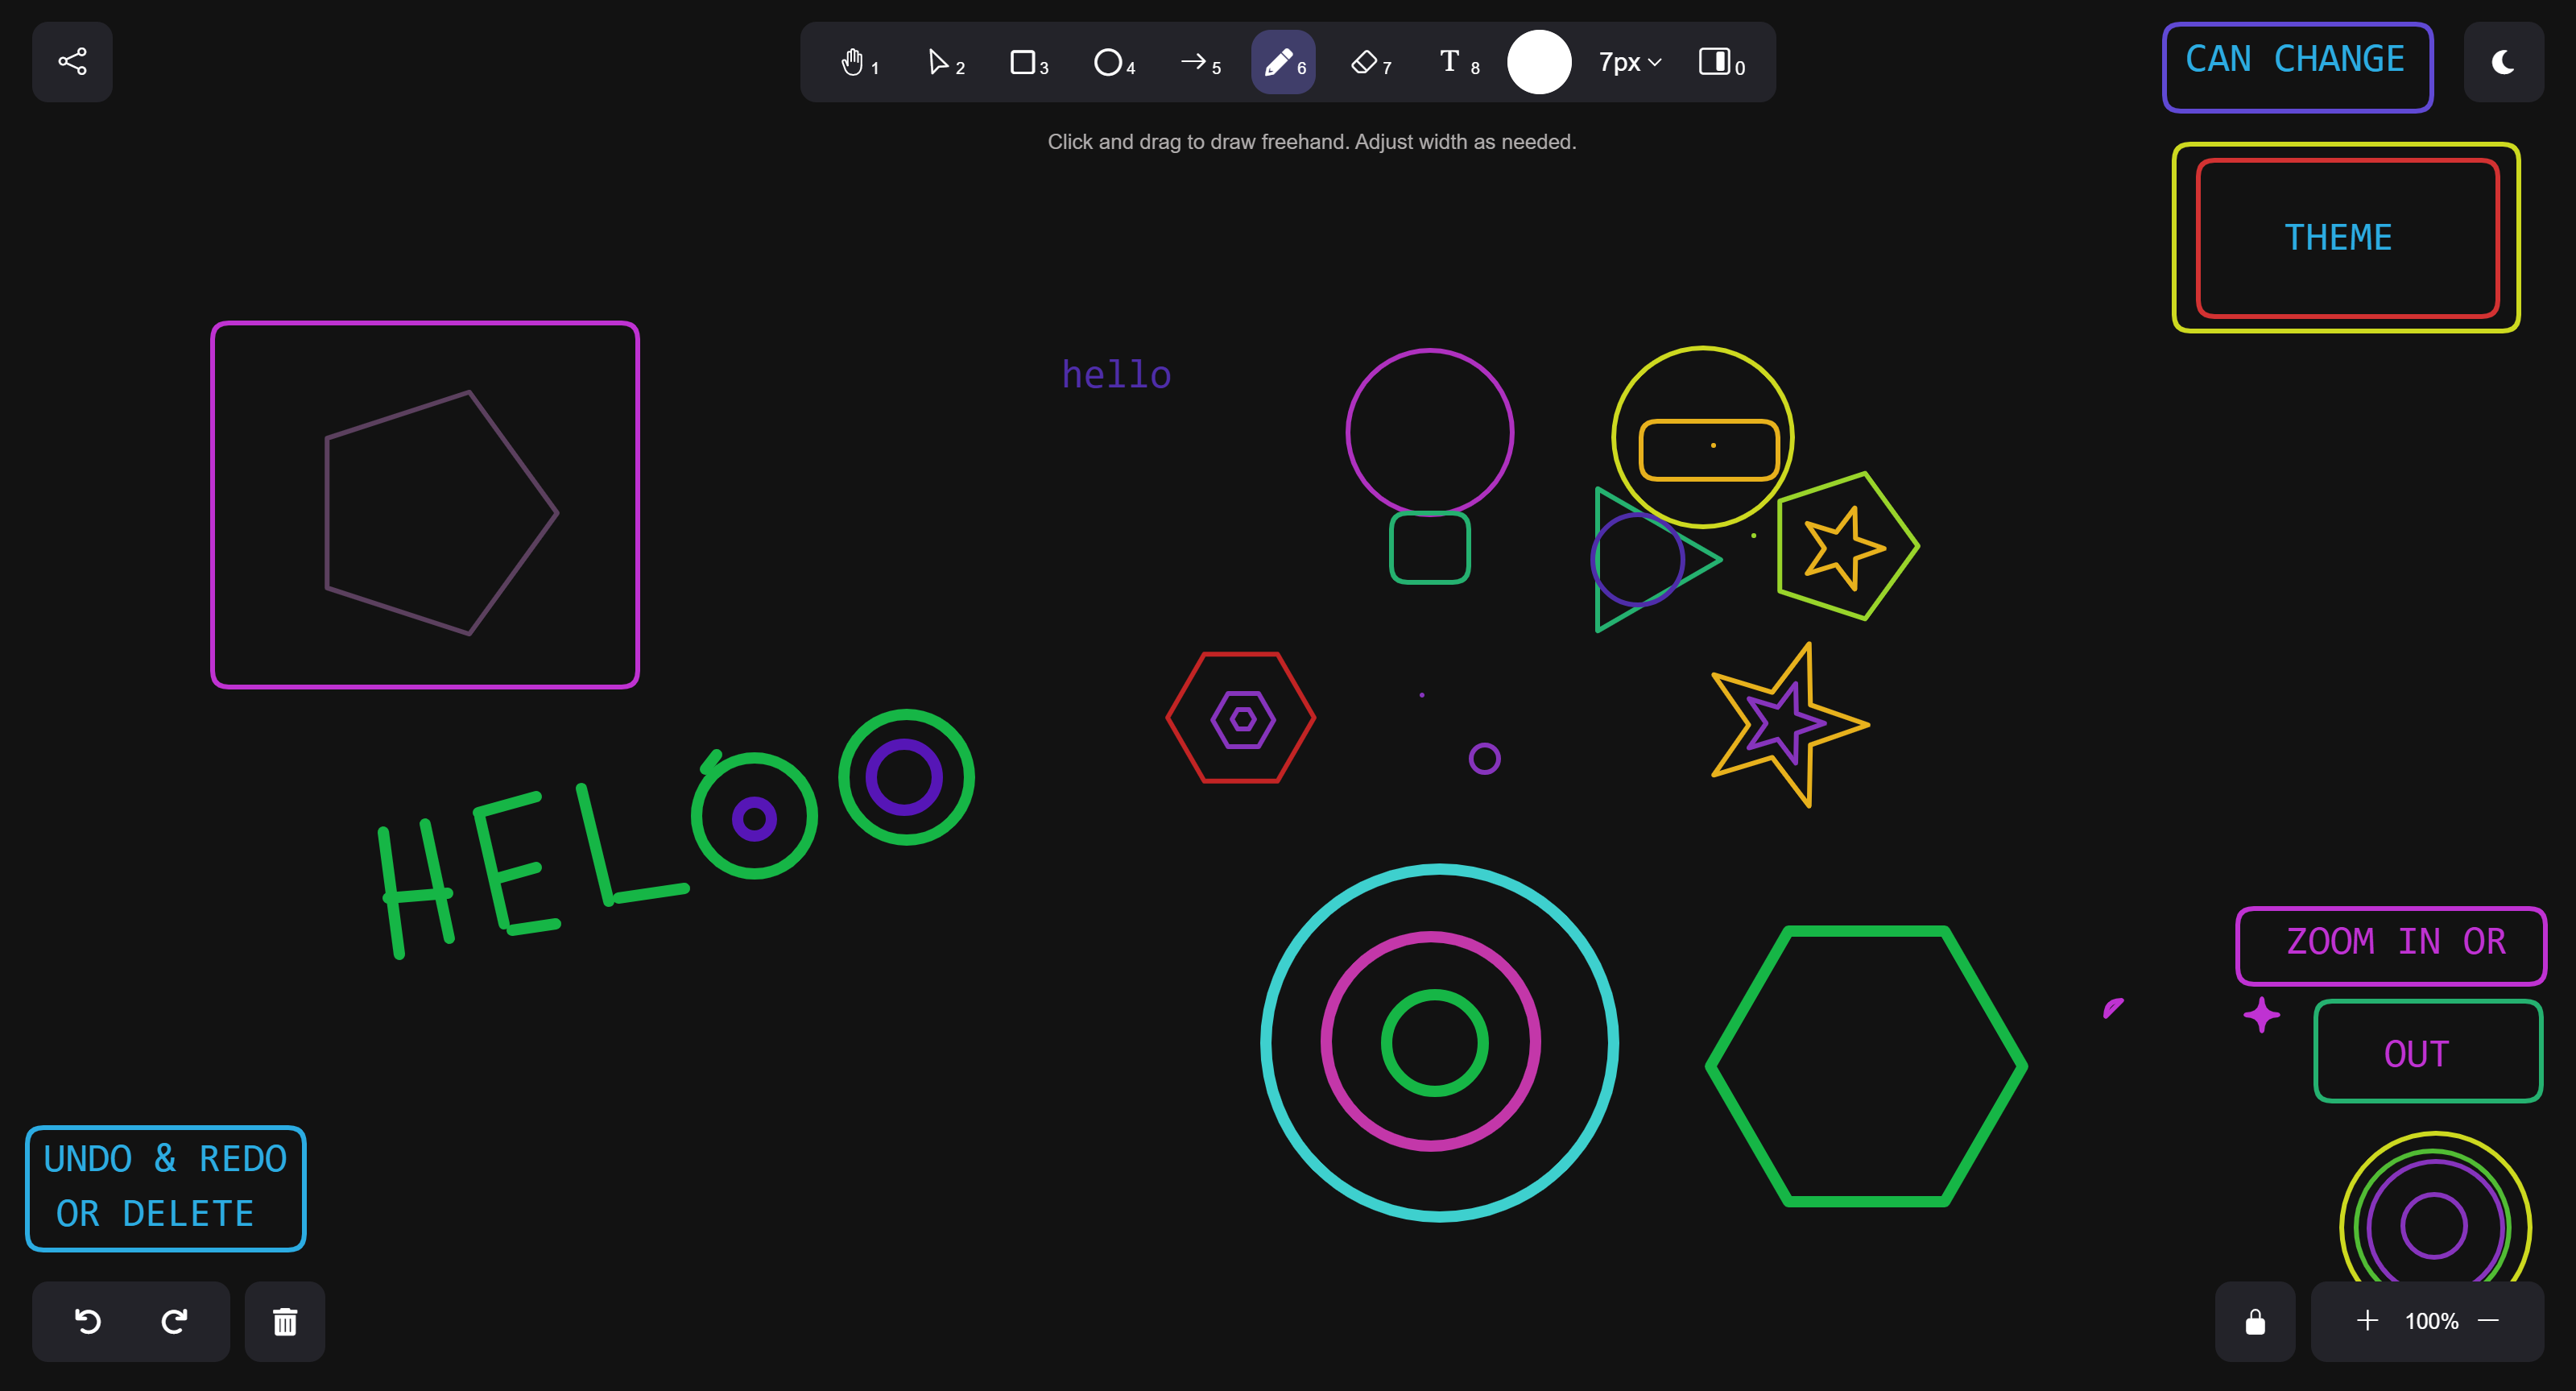 1 2 3 4 5 6 7 T 8 7px 0
CAN CHANGE
Click and drag to draw freehand. Adjust width as needed.
THEME
hello
HELOO
ZOOM IN OR
OUT
UNDO & REDO
OR DELETE
100%